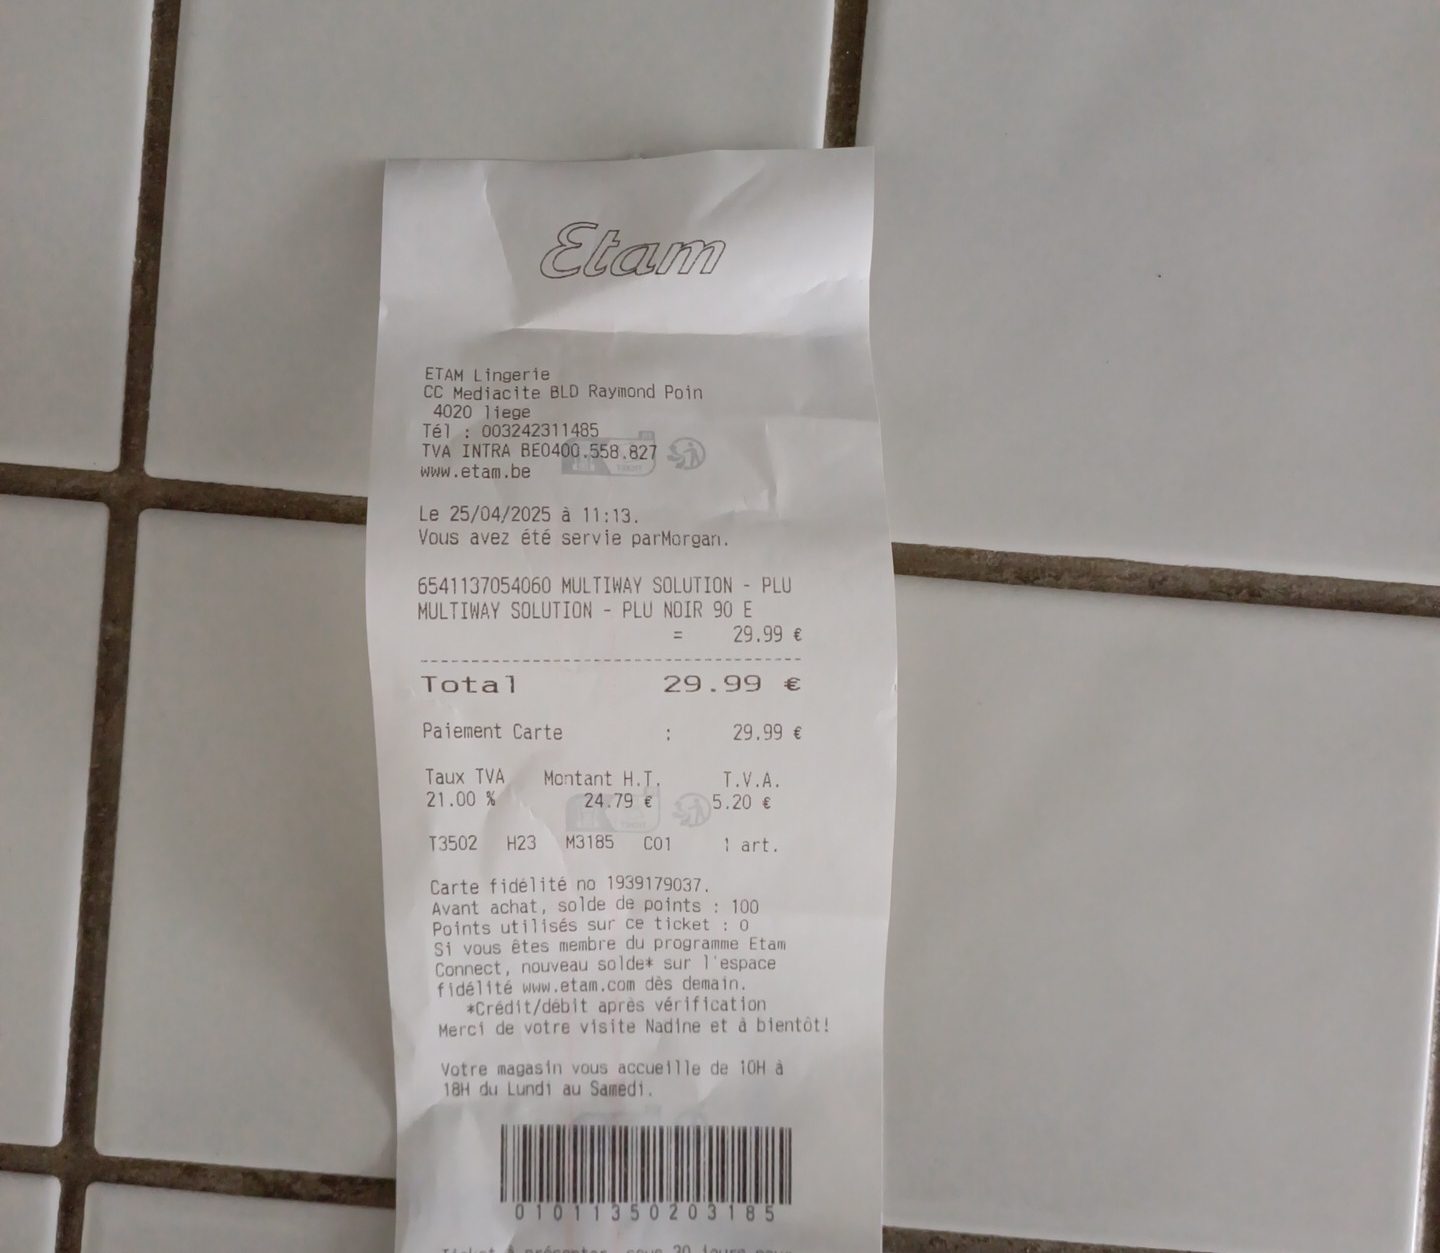 Etam
ETAM Lingerie
CC Mediacite BLD Raymond Poin
4020 liege
Tél : 003242311485
TVA INTRA BE0400.558.827
www.etam.be
Le 25/04/2025 à 11:13.
Vous avez été servie parMorgan.
6541137054060 MULTIWAY SOLUTION - PLU
MULTIWAY SOLUTION - PLU NOIR 90 E
= 29.99 €
Total 29.99 €
Paiement Carte : 29.99 €
Taux TVA Montant H.T. T.V.A.
21.00 % 24.79 € 5.20 €
T3502 H23 M3185 C01 1 art.
Carte fidélité no 1939179037.
Avant achat, solde de points : 100
Points utilisés sur ce ticket : 0
Si vous êtes membre du programme Etam
Connect, nouveau solde* sur l'espace
fidélité www.etam.com dès demain.
*Crédit/débit après vérification
Merci de votre visite Nadine et à bientôt!
Votre magasin vous accueille de 10H à
18H du Lundi au Samedi.
01011350203185